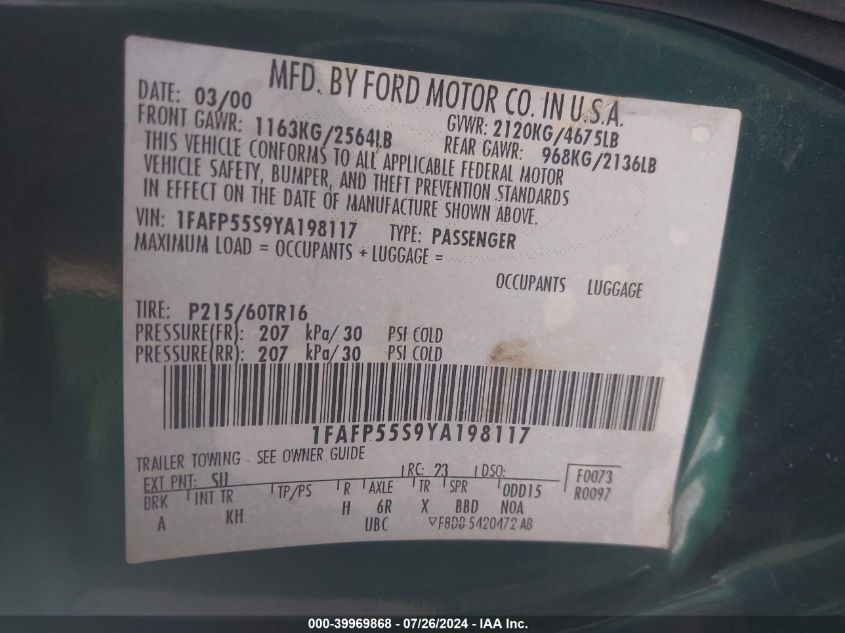 MFD. BY FORD MOTOR CO. IN U.S.A.
DATE: 03/00 GVWR: 2120KG/4675LB
FRONT GAWR: 1163KG/2564LB REAR GAWR: 968KG/2136LB
THIS VEHICLE CONFORMS TO ALL APPLICABLE FEDERAL MOTOR
VEHICLE SAFETY, BUMPER, AND THEFT PREVENTION STANDARDS
IN EFFECT ON THE DATE OF MANUFACTURE SHOWN ABOVE.
VIN: 1FAFP55S9YA198117 TYPE: PASSENGER
MAXIMUM LOAD = OCCUPANTS + LUGGAGE =
OCCUPANTS LUGGAGE
TIRE: P215/60TR16
PRESSURE(FR): 207 kPa/ 30 PSI COLD
PRESSURE(RR): 207 kPa/ 30 PSI COLD
1FAFP55S9YA198117
TRAILER TOWING - SEE OWNER GUIDE
EXT PNT: SU RC: 23 DSO: F0073
BRK INT TR TP/PS R AXLE TR SPR ODD15 R0097
A KH H 6R X BBD NOA
UBC F8DB-5420472-AB
000-39969868 - 07/26/2024 - IAA Inc.